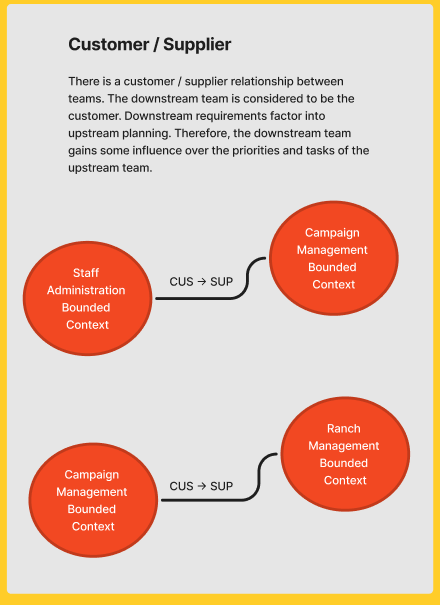 Customer / Supplier
There is a customer / supplier relationship between
teams. The downstream team is considered to be the
customer. Downstream requirements factor into
upstream planning. Therefore, the downstream team
gains some influence over the priorities and tasks of the
upstream team.
Campaign
Management
Bounded
Context
Staff
Administration
Bounded
Context
CUS → SUP
Ranch
Management
Bounded
Context
Campaign
Management
Bounded
Context
CUS → SUP